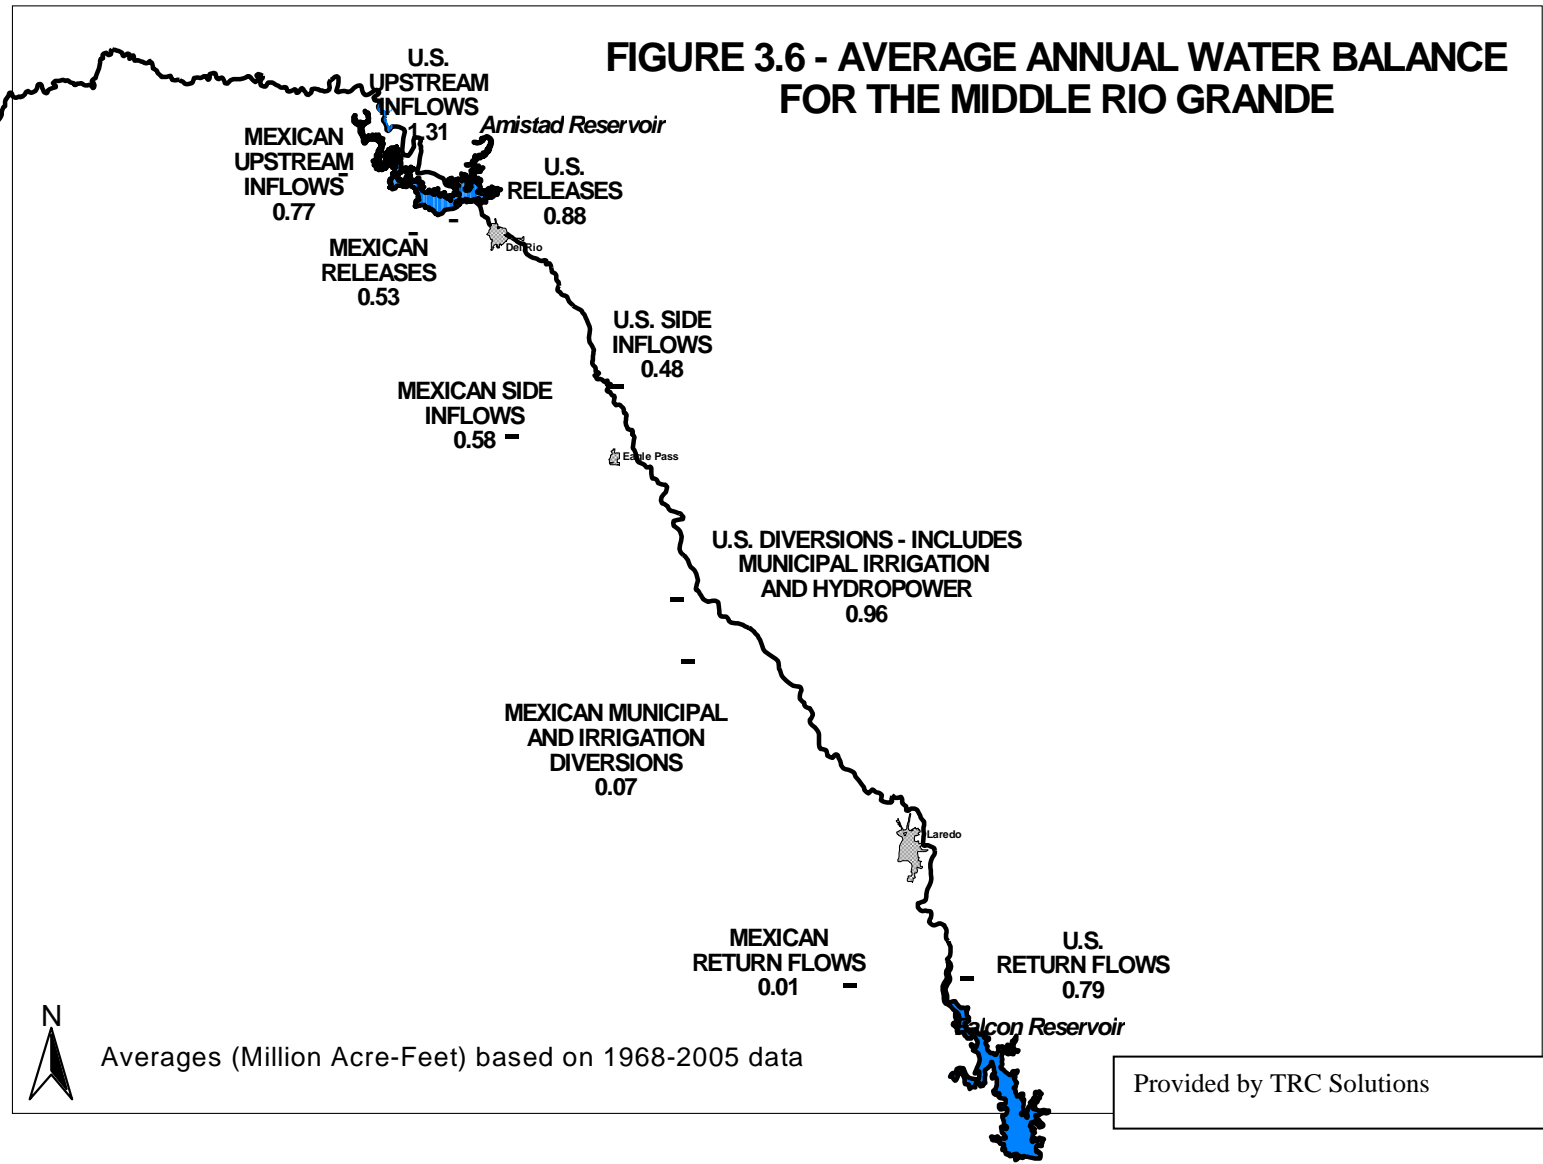 FIGURE 3.6 - AVERAGE ANNUAL WATER BALANCE
FOR THE MIDDLE RIO GRANDE
U.S.
UPSTREAM
INFLOWS
1.31
Amistad Reservoir
MEXICAN
UPSTREAM
INFLOWS
0.77
U.S.
RELEASES
0.88
Del Rio
MEXICAN
RELEASES
0.53
U.S. SIDE
INFLOWS
0.48
MEXICAN SIDE
INFLOWS
0.58
Eagle Pass
U.S. DIVERSIONS - INCLUDES
MUNICIPAL IRRIGATION
AND HYDROPOWER
0.96
MEXICAN MUNICIPAL
AND IRRIGATION
DIVERSIONS
0.07
Laredo
MEXICAN
RETURN FLOWS
0.01
U.S.
RETURN FLOWS
0.79
Falcon Reservoir
N
Averages (Million Acre-Feet) based on 1968-2005 data
Provided by TRC Solutions